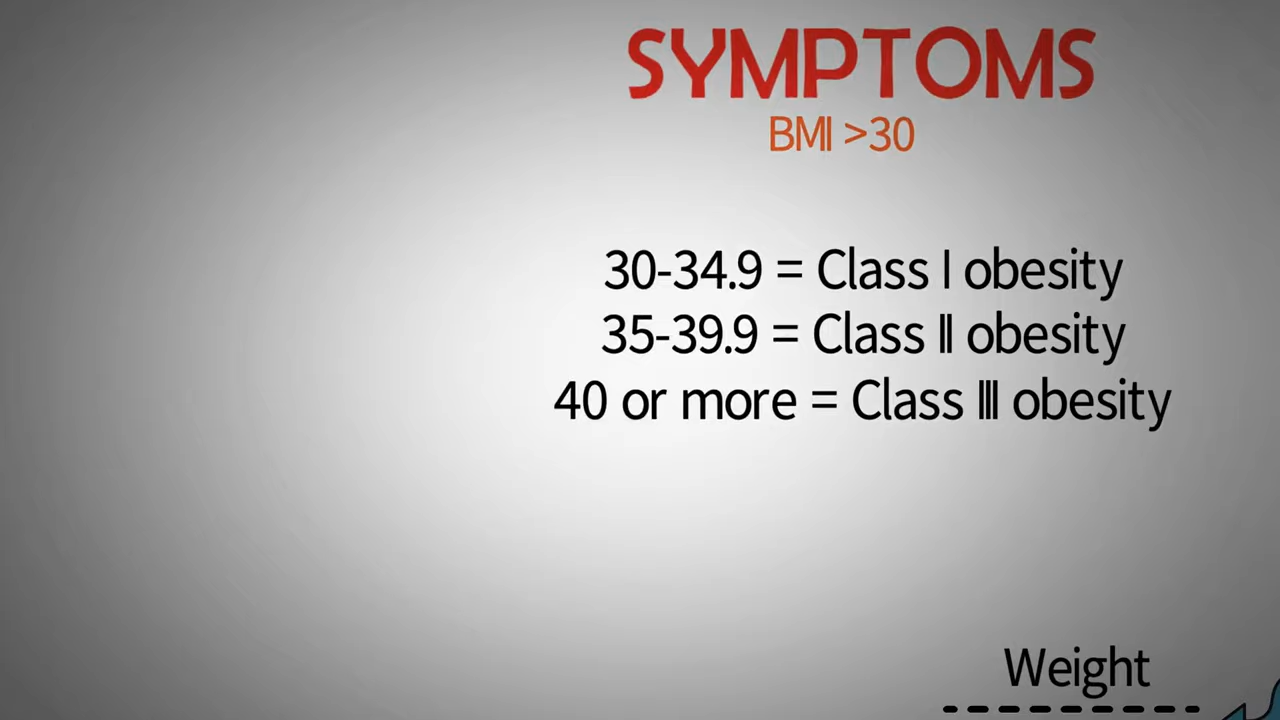 SYMPTOMS
BMI >30
30-34.9 = Class I obesity
35-39.9 = Class II obesity
40 or more = Class III obesity
Weight